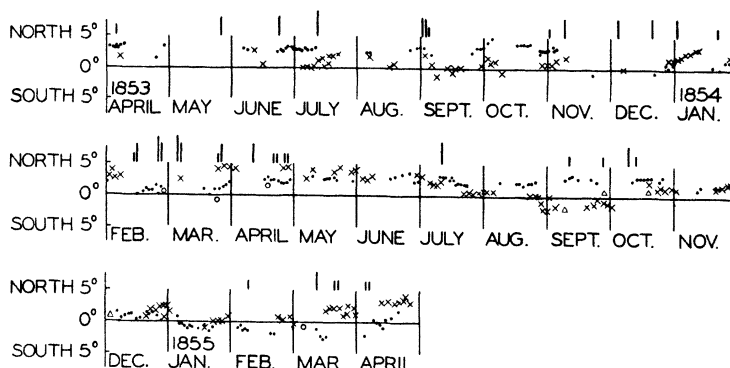 NORTH 5°
0°
SOUTH 5°
1853
1854
APRIL MAY JUNE JULY AUG. SEPT. OCT. NOV. DEC. JAN.
NORTH 5°
0°
SOUTH 5°
FEB. MAR. APRIL MAY JUNE JULY AUG. SEPT. OCT. NOV.
NORTH 5°
0°
SOUTH 5°
1855
DEC. JAN. FEB. MAR APRIL